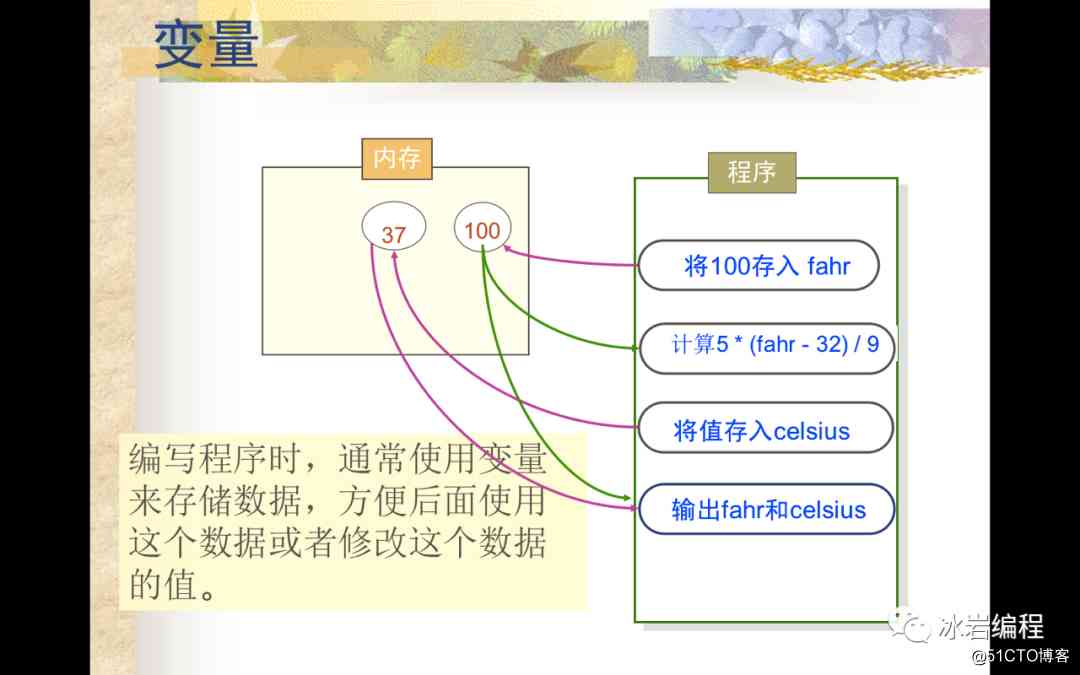 变量
内存
程序
37
100
将100存入 fahr
计算5 * (fahr - 32) / 9
将值存入celsius
输出fahr和celsius
编写程序时，通常使用变量
来存储数据，方便后面使用
这个数据或者修改这个数据
的值。
冰岩编程
@51CTO博客